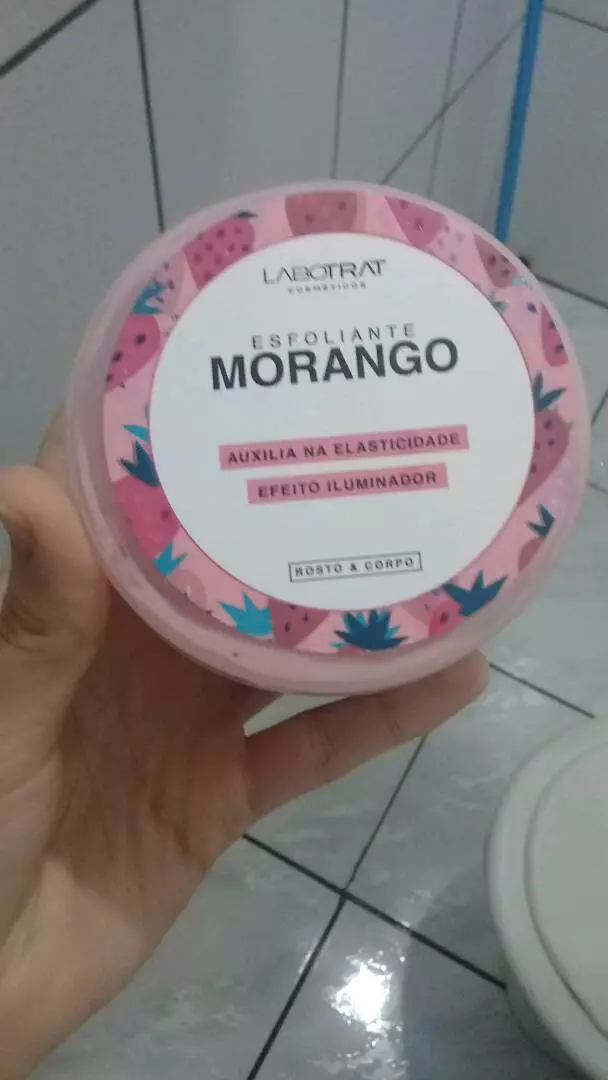 LABOTRAT
COSMÉTICOS
ESFOLIANTE
MORANGO
AUXILIA NA ELASTICIDADE
EFEITO ILUMINADOR
ROSTO & CORPO